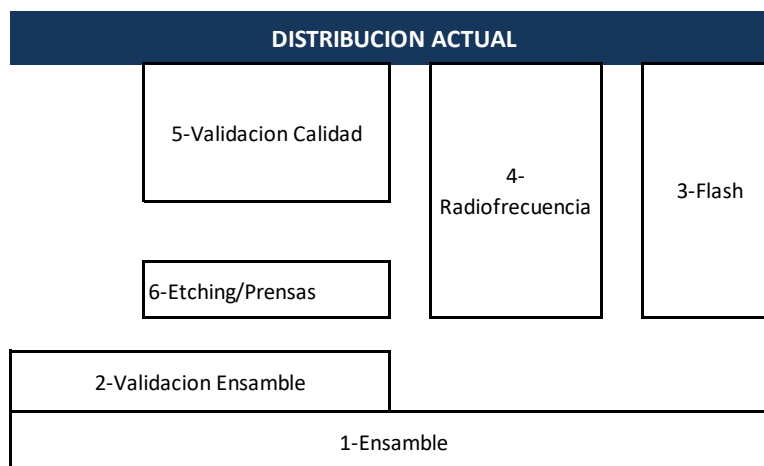 DISTRIBUCION ACTUAL
5-Validacion Calidad
4-
Radiofrecuencia
3-Flash
6-Etching/Prensas
2-Validacion Ensamble
1-Ensamble